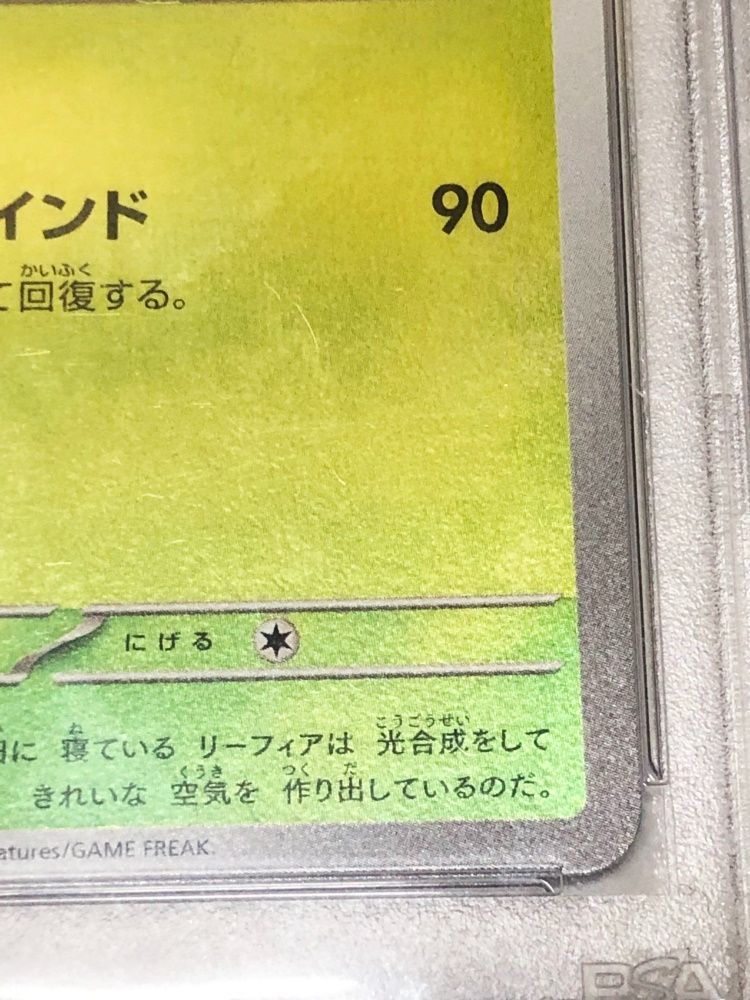 インド 90
かいふく
て回復する。
にげる
ね こうごうせい
に 寝ている リーフィアは 光合成をして
くうき つく だ
きれいな 空気を 作り出しているのだ。
atures/GAME FREAK.
PSA